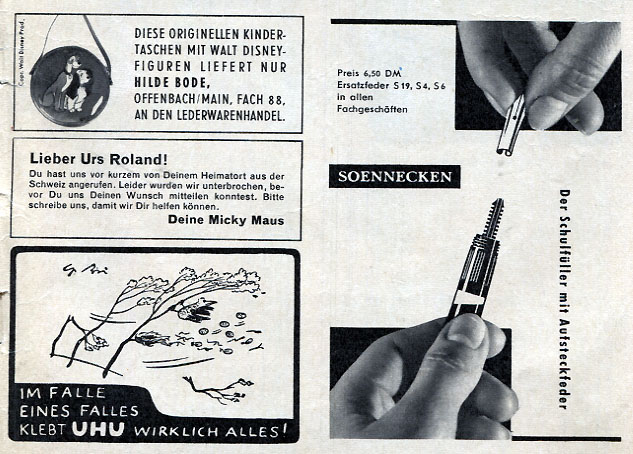 Copr. Walt Disney Prod.
DIESE ORIGINELLEN KINDER-
TASCHEN MIT WALT DISNEY-
FIGUREN LIEFERT NUR
HILDE BODE,
OFFENBACH/MAIN, FACH 88,
AN DEN LEDERWARENHANDEL.
Lieber Urs Roland!
Du hast uns vor kurzem von Deinem Heimatort aus der
Schweiz angerufen. Leider wurden wir unterbrochen, be-
vor Du uns Deinen Wunsch mitteilen konntest. Bitte
schreibe uns, damit wir Dir helfen können.
Deine Micky Maus
IM FALLE
EINES FALLES
KLEBT UHU WIRKLICH ALLES!
Preis 6,50 DM
Ersatzfeder S 19, S 4, S 6
in allen
Fachgeschäften
SOENNECKEN
Der Schulfüller mit Aufsteckfeder